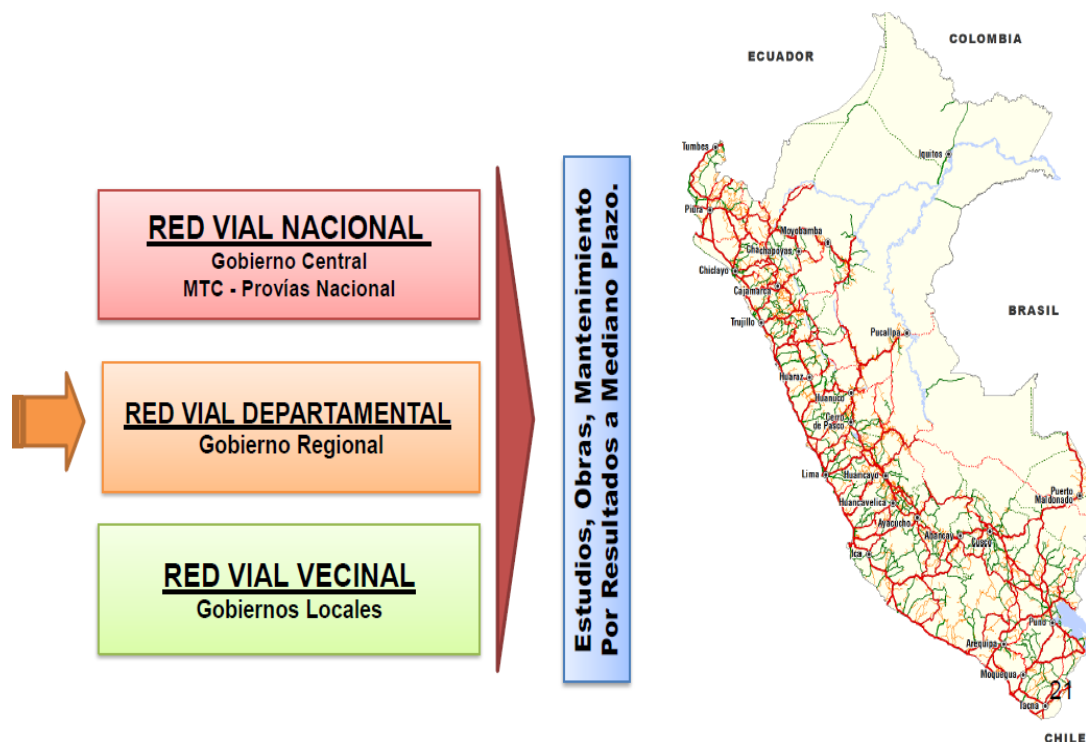 RED VIAL NACIONAL
Gobierno Central
MTC - Provías Nacional
RED VIAL DEPARTAMENTAL
Gobierno Regional
RED VIAL VECINAL
Gobiernos Locales
Estudios, Obras, Mantenimiento
Por Resultados a Mediano Plazo.
COLOMBIA
ECUADOR
Tumbes
Iquitos
Piura
Moyobamba
Chachapoyas
Chiclayo
Cajamarca
BRASIL
Trujillo
Pucallpa
Huaraz
Huanuco
Cerro
de Pasco
Lima
Huancayo
Puerto
Maldonado
Huancavelica
Ayacucho
Abancay
Cusco
Ica
Puno
Arequipa
Moquegua
21
Tacna
CHILE